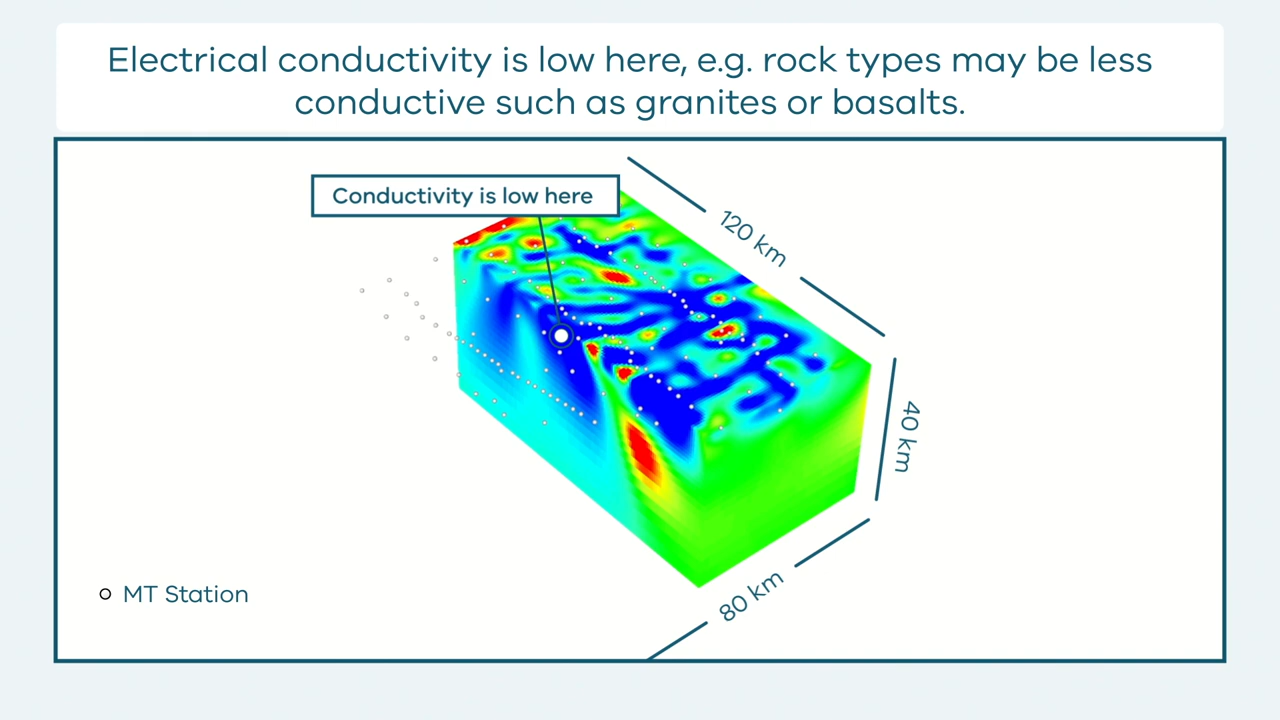 Electrical conductivity is low here, e.g. rock types may be less
conductive such as granites or basalts.
Conductivity is low here
120 km
40 km
80 km
MT Station